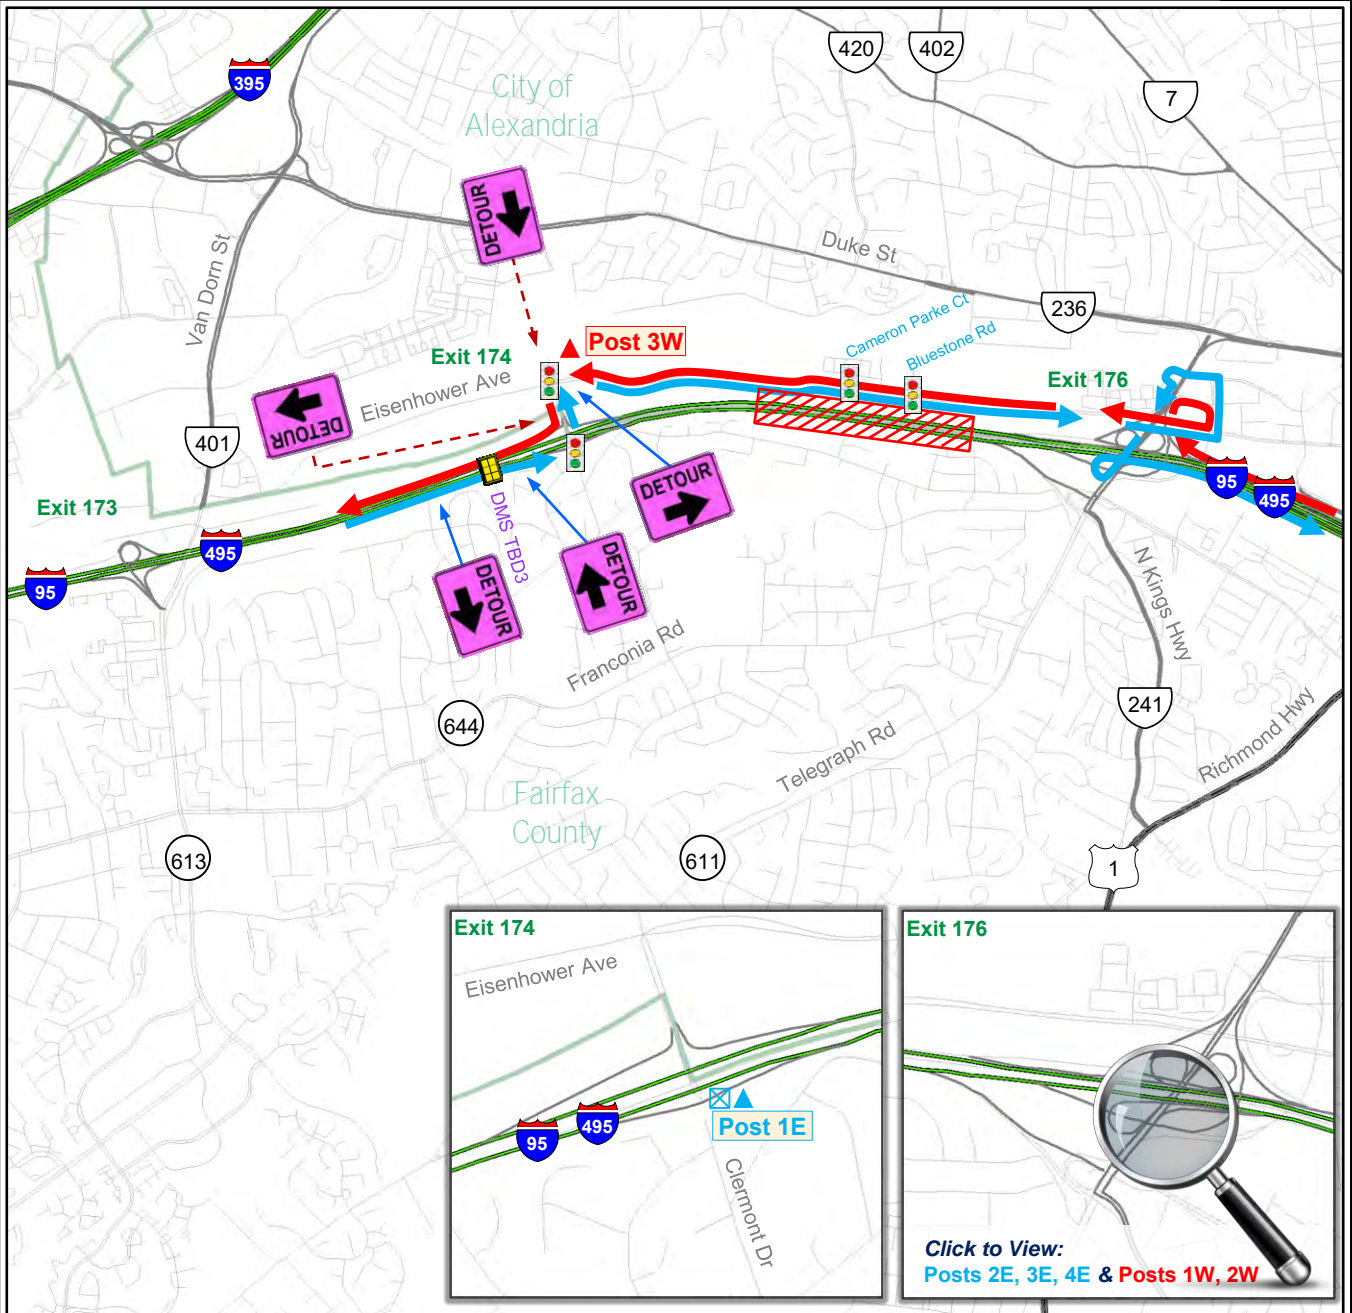 395
420
402
7
City of
Alexandria
DETOUR
Van Dorn St
Duke St
236
Cameron Parke Ct
Bluestone Rd
Post 3W
Exit 174
Eisenhower Ave
Exit 176
DETOUR
401
DETOUR
95
495
Exit 173
DMS TBD3
495
95
DETOUR
DETOUR
N Kings Hwy
Franconia Rd
644
241
Richmond Hwy
Telegraph Rd
Fairfax
County
613
611
1
Exit 174
Eisenhower Ave
95
495
Post 1E
Clermont Dr
Exit 176
Click to View:
Posts 2E, 3E, 4E & Posts 1W, 2W